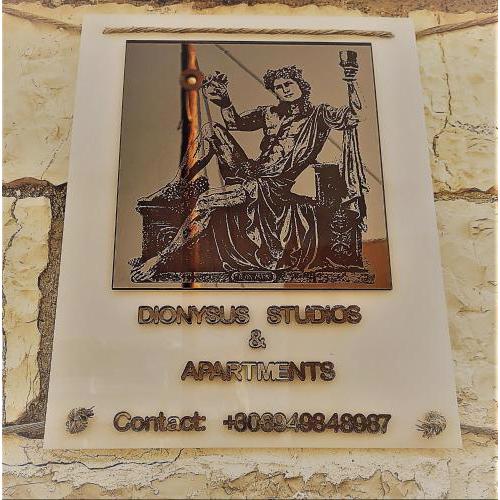 DIONYSUS STUDIOS
&
APARTMENTS
Contact: +306949848987